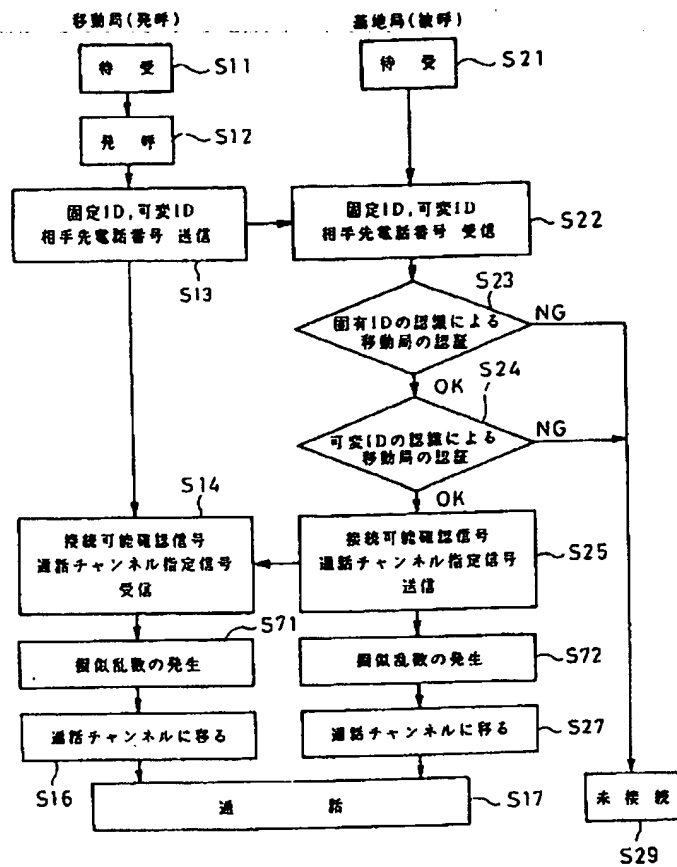 移動局(発呼)
基地局(被呼)
待受
S11
待受
S21
発呼
S12
固定ID,可変ID
相手先電話番号 送信
S13
固定ID,可変ID
相手先電話番号 受信
S22
S23
固有IDの認識による
移動局の認証
NG
OK
S24
可変IDの認識による
移動局の認証
NG
OK
S14
接続可能確認信号
通話チャンネル指定信号
受信
接続可能確認信号
通話チャンネル指定信号
送信
S25
S71
擬似乱数の発生
擬似乱数の発生
S72
通話チャンネルに移る
S16
通話チャンネルに移る
S27
通話
S17
未接続
S29